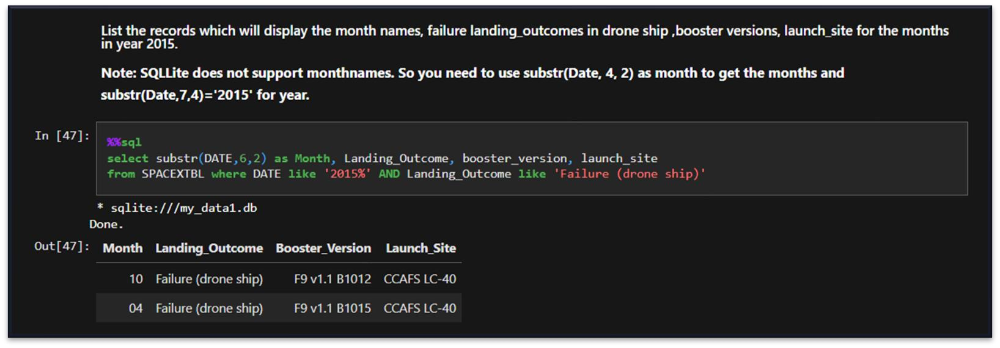 List the records which will display the month names, failure landing_outcomes in drone ship ,booster versions, launch_site for the months
in year 2015.
Note: SQLLite does not support monthnames. So you need to use substr(Date, 4, 2) as month to get the months and
substr(Date,7,4)='2015' for year.
In [47]:
%%sql
select substr(DATE,6,2) as Month, Landing_Outcome, booster_version, launch_site
from SPACEXTBL where DATE like '2015%' AND Landing_Outcome like 'Failure (drone ship)'
* sqlite:///my_data1.db
Done.
Out[47]: Month Landing_Outcome Booster_Version Launch_Site
10 Failure (drone ship) F9 v1.1 B1012 CCAFS LC-40
04 Failure (drone ship) F9 v1.1 B1015 CCAFS LC-40